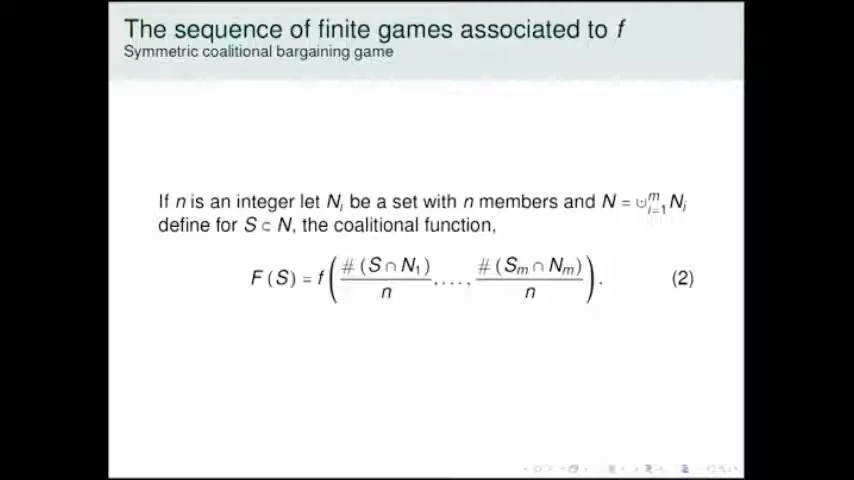 The sequence of finite games associated to f
Symmetric coalitional bargaining game
If n is an integer let N_i be a set with n members and N = ⊍_{i=1}^m N_i
define for S ⊂ N, the coalitional function,
F(S) = f(#(S ∩ N_1)/n, ..., #(S_m ∩ N_m)/n). (2)